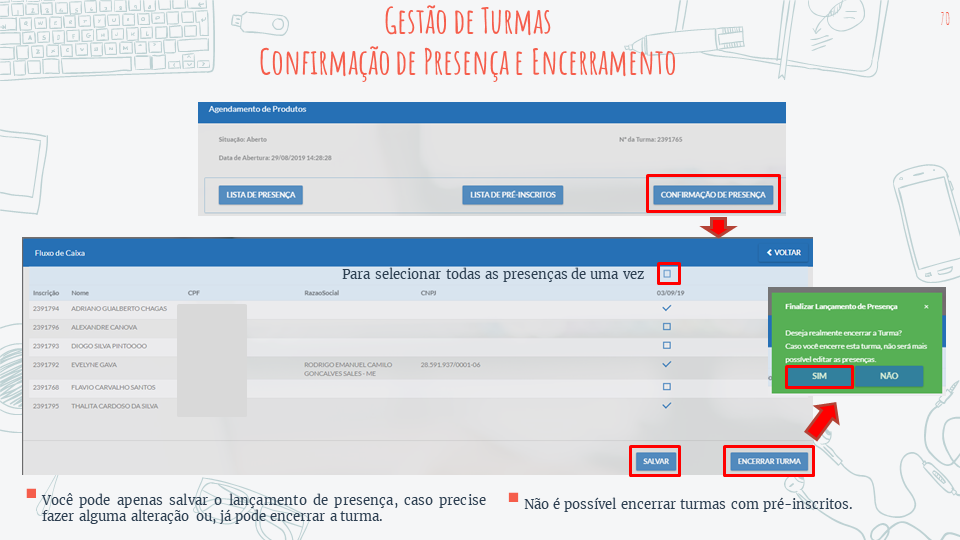 Gestão de Turmas
70
Confirmação de Presença e Encerramento
Agendamento de Produtos
Situação: Aberto
Nº da Turma: 2391765
Data de Abertura: 29/08/2019 14:28:28
LISTA DE PRESENÇA
LISTA DE PRÉ-INSCRITOS
CONFIRMAÇÃO DE PRESENÇA
Fluxo de Caixa
VOLTAR
Para selecionar todas as presenças de uma vez
Inscrição Nome CPF RazaoSocial CNPJ 03/09/19
2391794 ADRIANO GUALBERTO CHAGAS
2391796 ALEXANDRE CANOVA
2391793 DIOGO SILVA PINTOOOO
2391792 EVELYNE GAVA RODRIGO EMANUEL CAMILO 28.591.937/0001-06
GONCALVES SALES - ME
2391768 FLAVIO CARVALHO SANTOS
2391795 THALITA CARDOSO DA SILVA
Finalizar Lançamento de Presença ×
Deseja realmente encerrar a Turma?
Caso você encerre esta turma, não será mais
possível editar as presenças.
SIM
NÃO
SALVAR
ENCERRAR TURMA
Você pode apenas salvar o lançamento de presença, caso precise
fazer alguma alteração ou, já pode encerrar a turma.
Não é possível encerrar turmas com pré-inscritos.